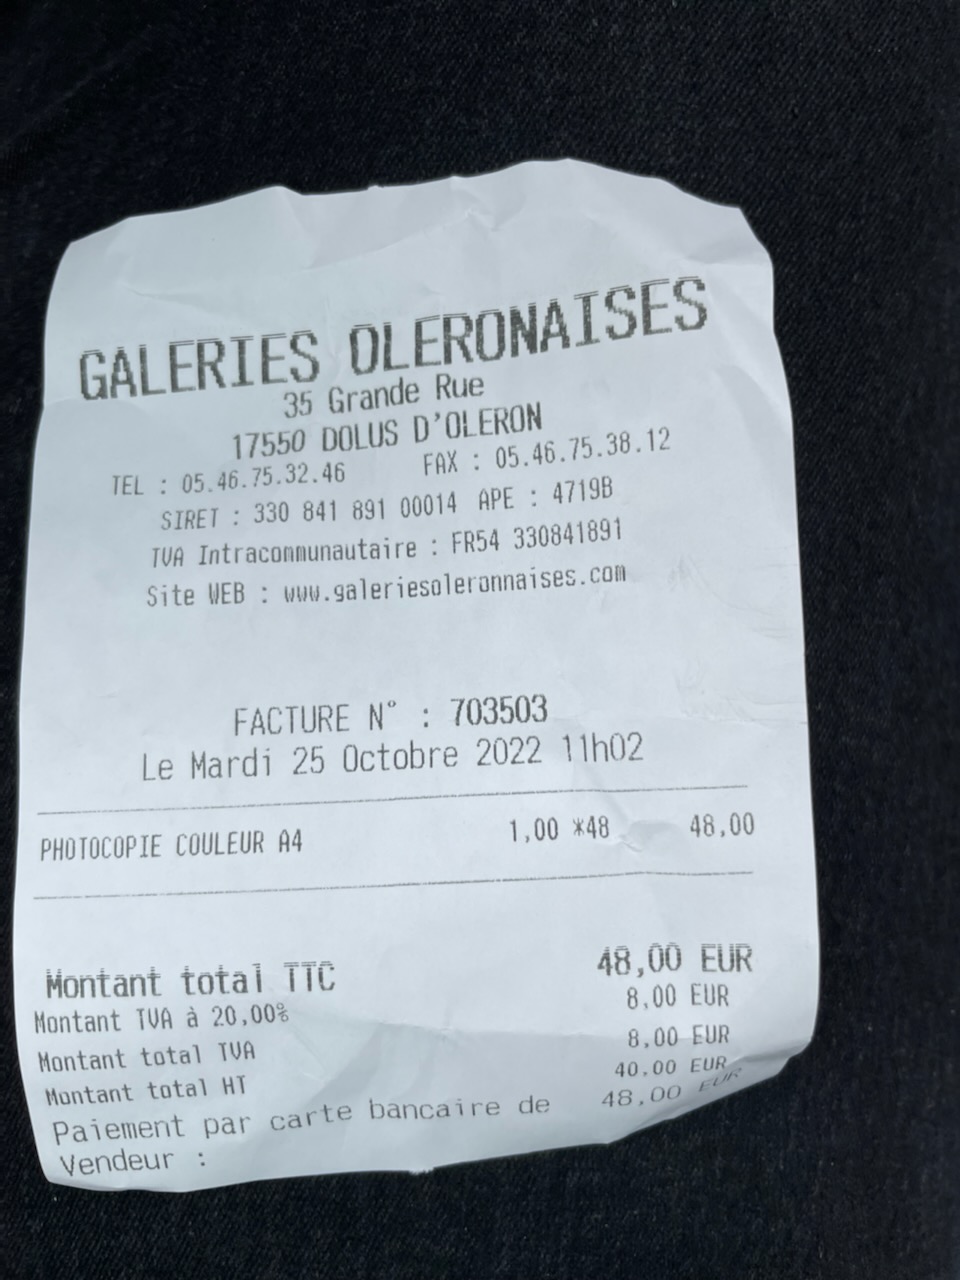 GALERIES OLERONAISES
35 Grande Rue
17550 DOLUS D'OLERON
TEL : 05.46.75.32.46 FAX : 05.46.75.38.12
SIRET : 330 841 891 00014 APE : 4719B
TVA Intracommunautaire : FR54 330841891
Site WEB : www.galeriesoleronnaises.com
FACTURE N° : 703503
Le Mardi 25 Octobre 2022 11h02
PHOTOCOPIE COULEUR A4 1,00 *48 48,00
Montant total TTC 48,00 EUR
Montant TVA à 20,00% 8,00 EUR
Montant total TVA 8,00 EUR
Montant total HT 40,00 EUR
Paiement par carte bancaire de 48,00 EUR
Vendeur :